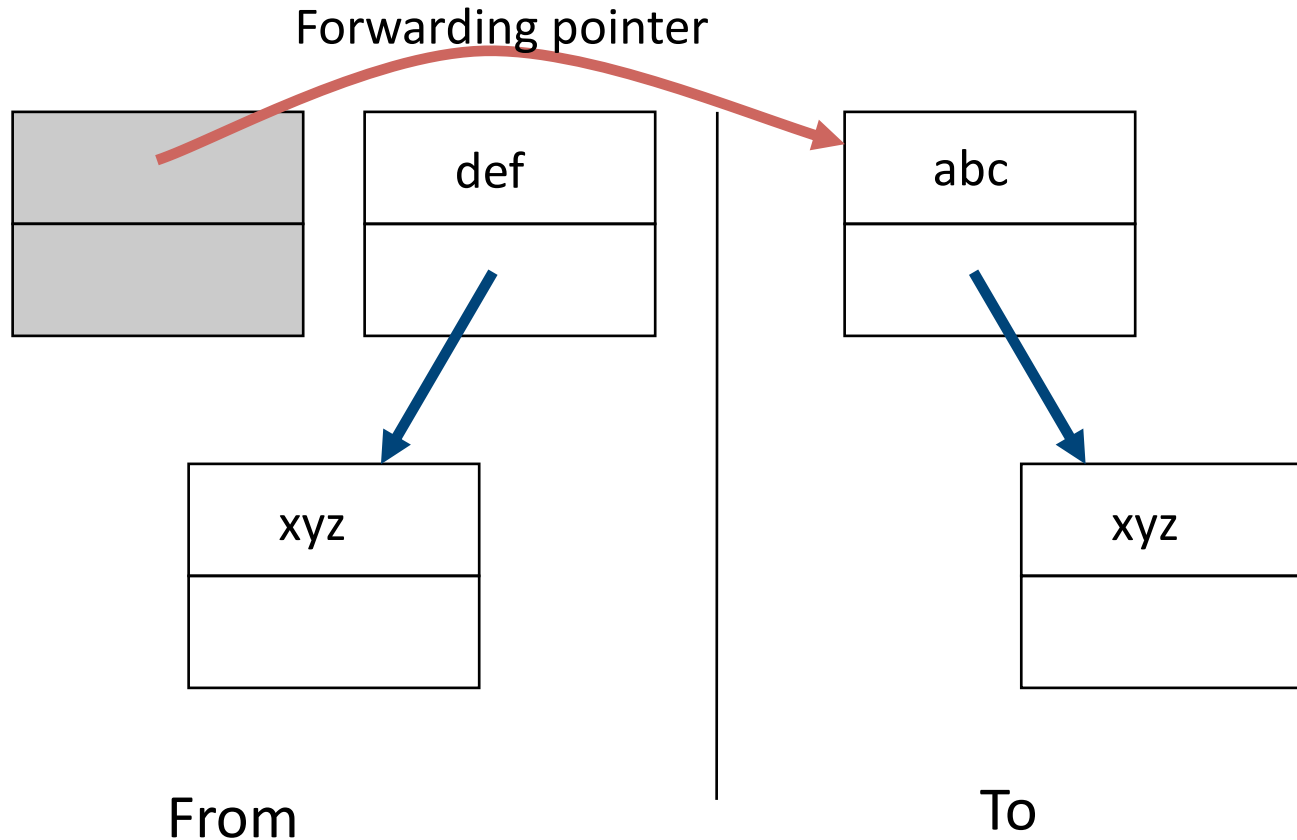 Forwarding pointer
def
abc
xyz
xyz
From
To